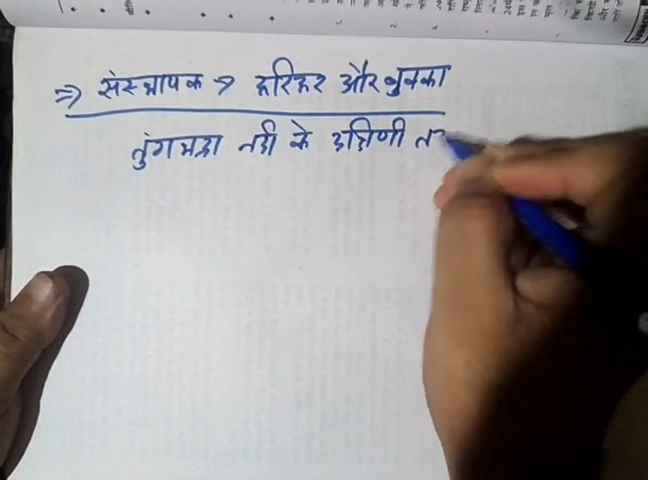 ⇒ संस्थापक → हरिहर और बुक्का
तुंगभद्रा नदी के दक्षिणी